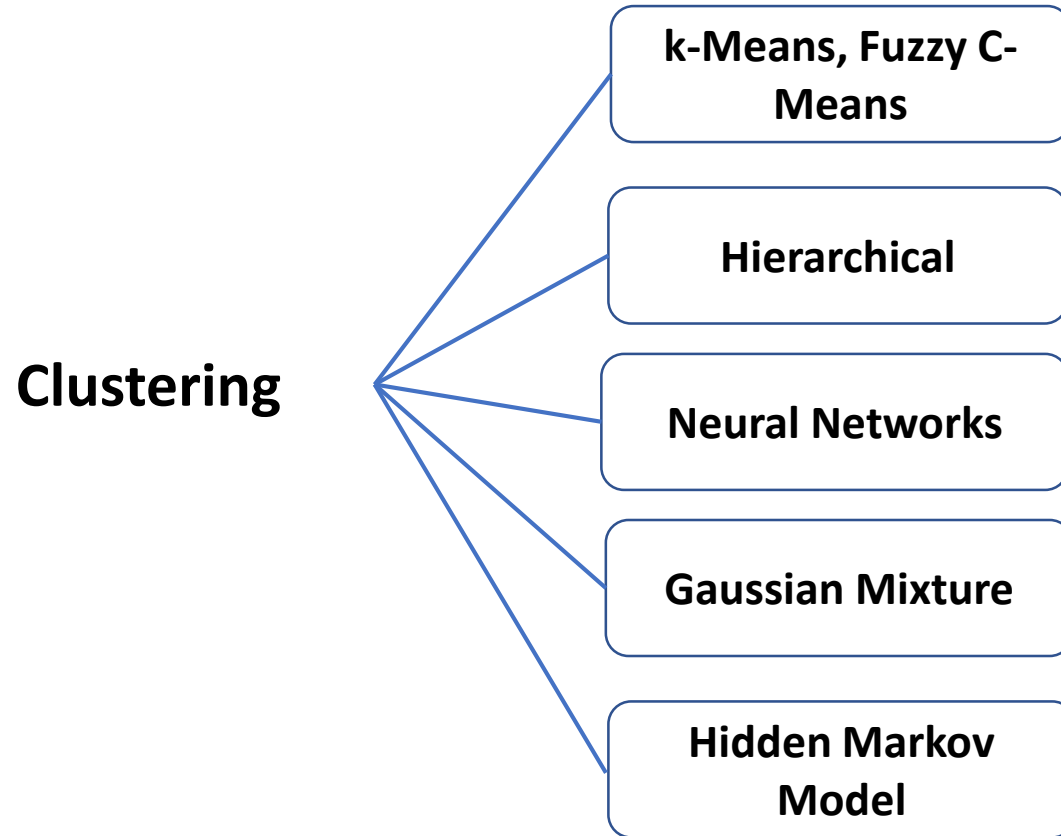 k-Means, Fuzzy C-
Means
Hierarchical
Clustering
Neural Networks
Gaussian Mixture
Hidden Markov
Model